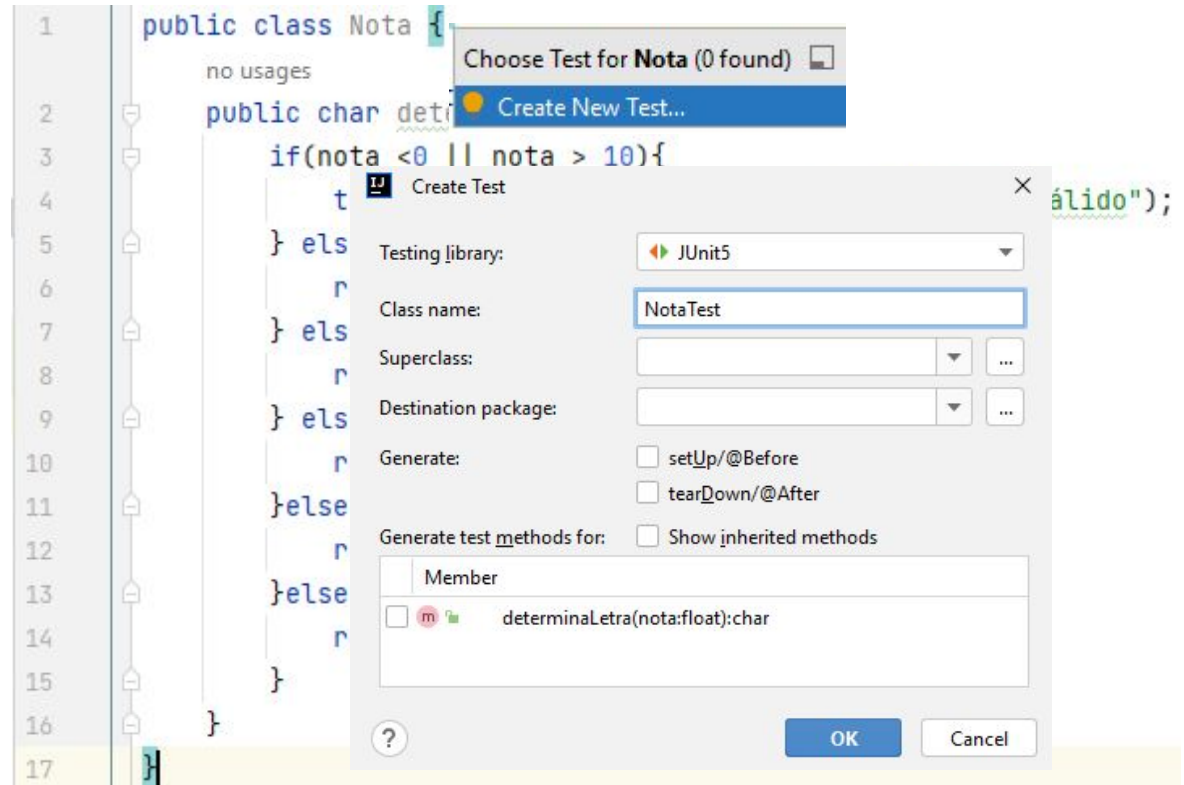 1 public class Nota {
Choose Test for Nota (0 found)
no usages
Create New Test...
2 public char
3 if(nota <0 || nota > 10){
Create Test
4 álido");
5 } els
6 r
7 } els
8 r
9 } els
10 r
11 }else
12 r
13 }else
14 r
15 }
16 }
17 }
Testing library: JUnit5
Class name: NotaTest
Superclass: ...
Destination package: ...
Generate: setUp/@Before
tearDown/@After
Generate test methods for: Show inherited methods
Member
m determinaLetra(nota:float):char
? OK Cancel